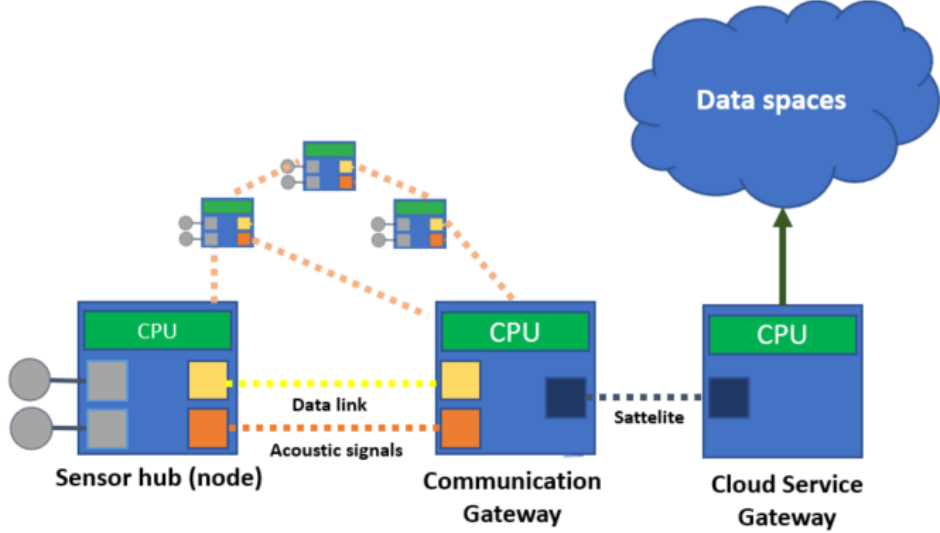 Data spaces
CPU
CPU
CPU
Data link
Acoustic signals
Sattelite
Sensor hub (node)
Communication
Gateway
Cloud Service
Gateway